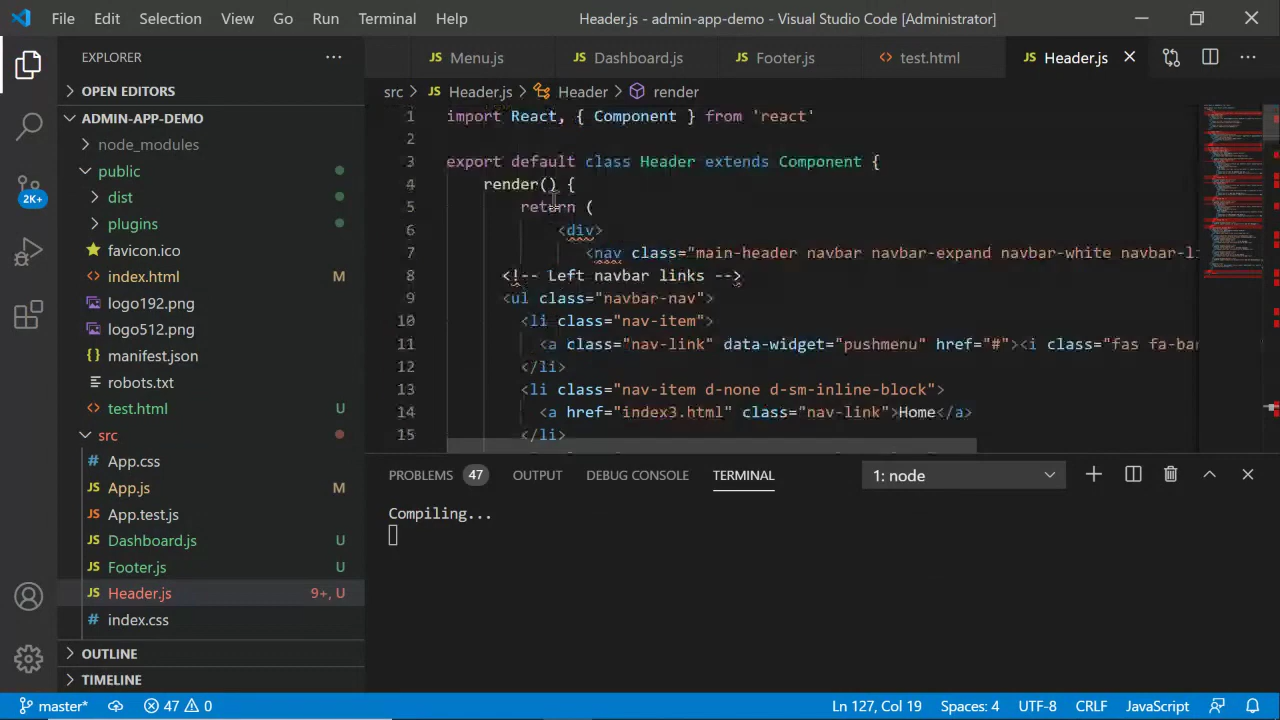 File Edit Selection View Go Run Terminal Help Header.js - admin-app-demo - Visual Studio Code [Administrator]
EXPLORER
OPEN EDITORS
ADMIN-APP-DEMO
node_modules
public
dist
plugins
favicon.ico
index.html M
logo192.png
logo512.png
manifest.json
robots.txt
test.html U
src
App.css
App.js M
App.test.js
Dashboard.js U
Footer.js U
Header.js 9+, U
index.css
OUTLINE
TIMELINE
2K+
JS Menu.js JS Dashboard.js JS Footer.js <> test.html JS Header.js
src > JS Header.js > Header > render
1 import React, { Component } from 'react'
2
3 export default class Header extends Component {
4 render() {
5 return (
6 <div>
7 <nav class="main-header navbar navbar-expand navbar-white navbar-li
8 <!-- Left navbar links -->
9 <ul class="navbar-nav">
10 <li class="nav-item">
11 <a class="nav-link" data-widget="pushmenu" href="#"><i class="fas fa-bar
12 </li>
13 <li class="nav-item d-none d-sm-inline-block">
14 <a href="index3.html" class="nav-link">Home</a>
15 </li>
PROBLEMS 47 OUTPUT DEBUG CONSOLE TERMINAL 1: node
Compiling...
master* 47 0 Ln 127, Col 19 Spaces: 4 UTF-8 CRLF JavaScript